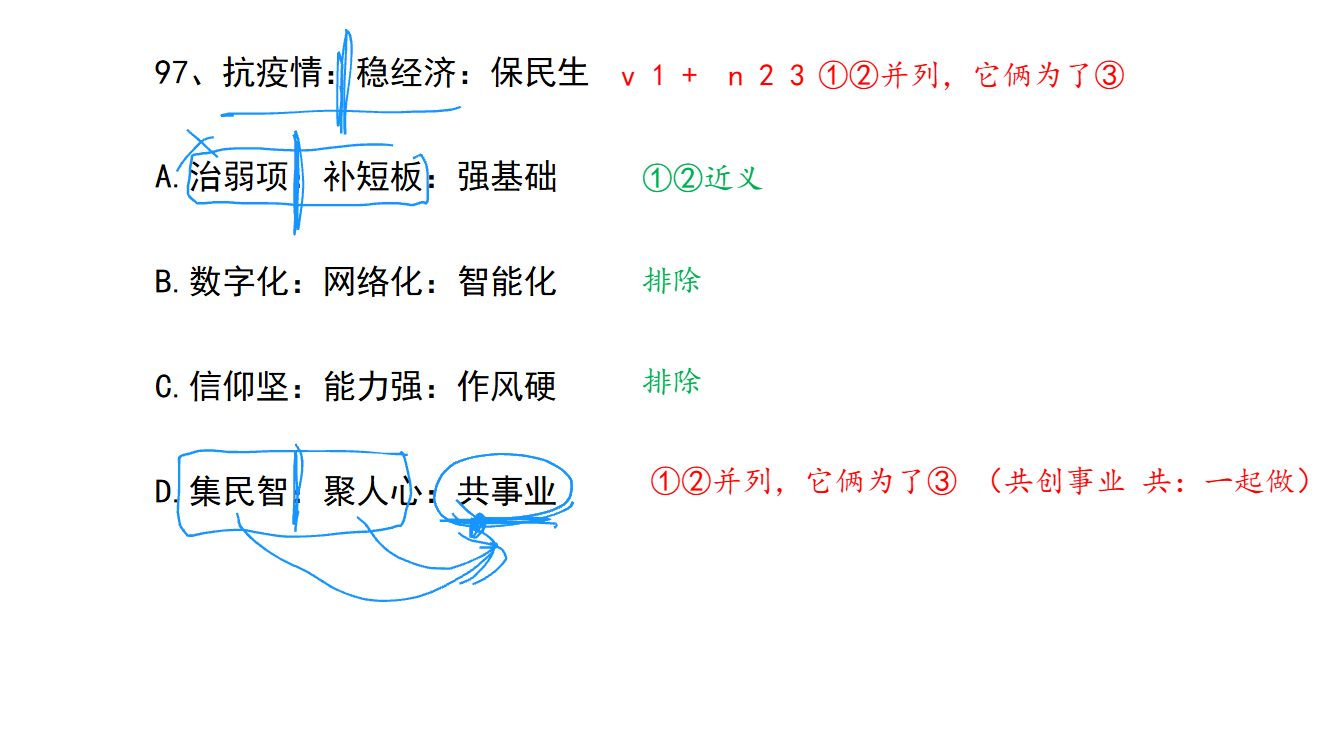 97、抗疫情：稳经济：保民生 v 1 + n 2 3 ①②并列，它俩为了③
A.治弱项：补短板：强基础 ①②近义
B.数字化：网络化：智能化 排除
C.信仰坚：能力强：作风硬 排除
D.集民智：聚人心：共事业 ①②并列，它俩为了③ （共创事业 共：一起做）